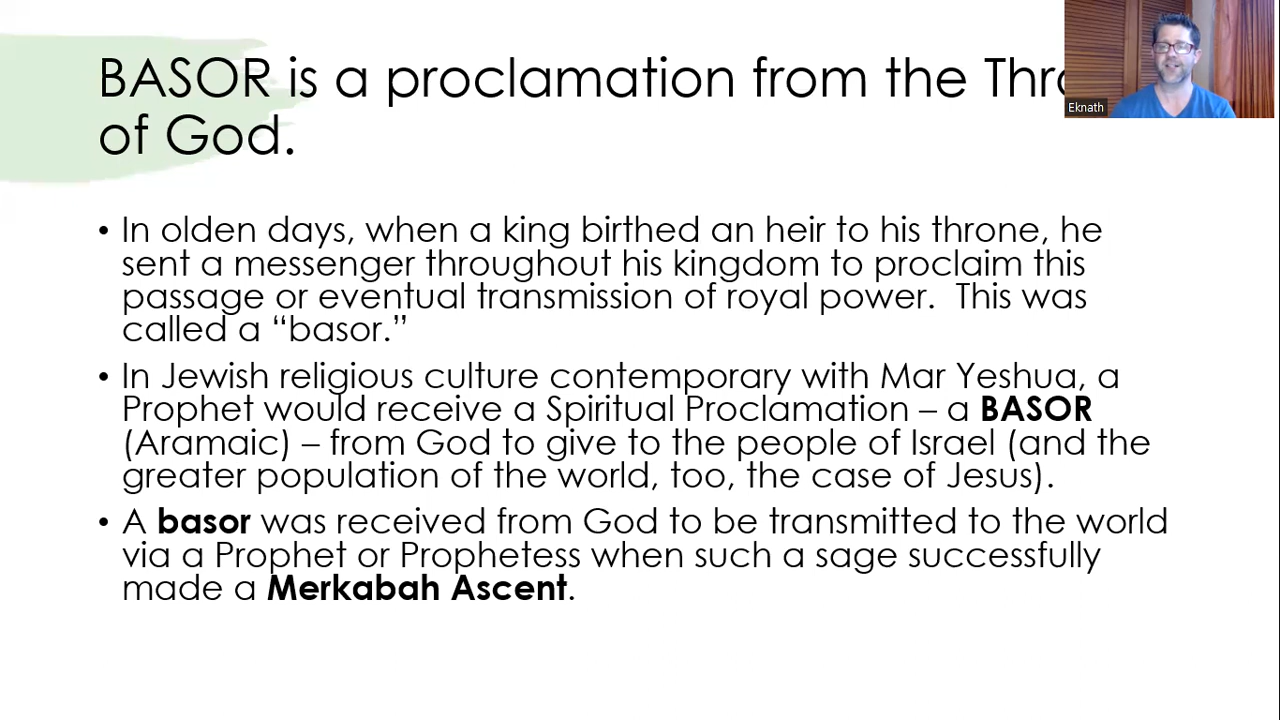 BASOR is a proclamation from the
of God.
Eknath
• In olden days, when a king birthed an heir to his throne, he
sent a messenger throughout his kingdom to proclaim this
passage or eventual transmission of royal power.  This was
called a “basor.”
• In Jewish religious culture contemporary with Mar Yeshua, a
Prophet would receive a Spiritual Proclamation – a BASOR
(Aramaic) – from God to give to the people of Israel (and the
greater population of the world, too, the case of Jesus).
• A basor was received from God to be transmitted to the world
via a Prophet or Prophetess when such a sage successfully
made a Merkabah Ascent.